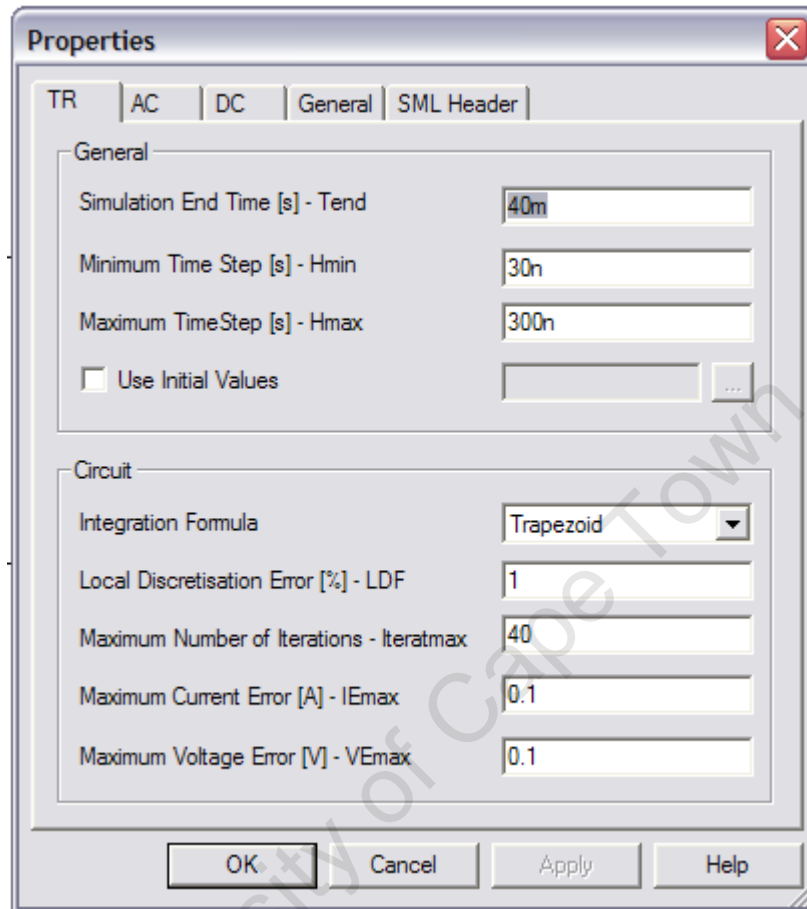 Properties
TR AC DC General SML Header
General
Simulation End Time [s] - Tend 40m
Minimum Time Step [s] - Hmin 30n
Maximum TimeStep [s] - Hmax 300n
Use Initial Values ...
Circuit
Integration Formula Trapezoid
Local Discretisation Error [%] - LDF 1
Maximum Number of Iterations - Iteratmax 40
Maximum Current Error [A] - IEmax 0.1
Maximum Voltage Error [V] - VEmax 0.1
OK Cancel Apply Help
sity of Cape Town